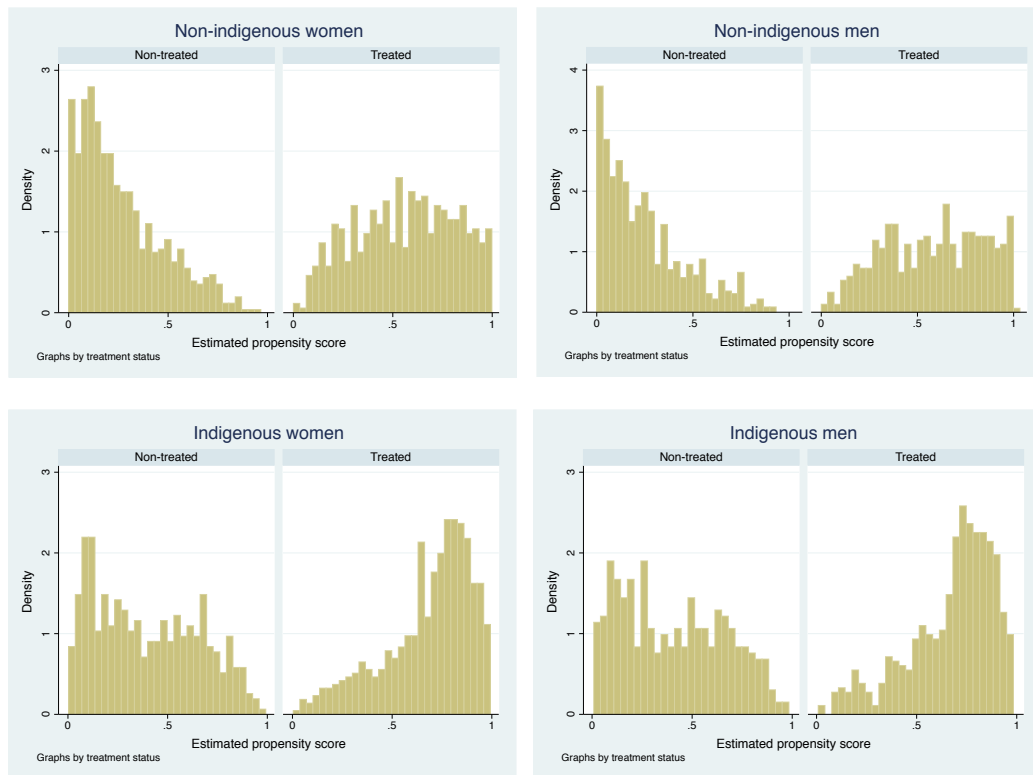 Non-indigenous women
Non-treated Treated
3
2
1
0
Density
0 .5 1 0 .5 1
Estimated propensity score
Graphs by treatment status
Non-indigenous men
Non-treated Treated
4
3
2
1
0
Density
0 .5 1 0 .5 1
Estimated propensity score
Graphs by treatment status
Indigenous women
Non-treated Treated
3
2
1
0
Density
0 .5 1 0 .5 1
Estimated propensity score
Graphs by treatment status
Indigenous men
Non-treated Treated
3
2
1
0
Density
0 .5 1 0 .5 1
Estimated propensity score
Graphs by treatment status